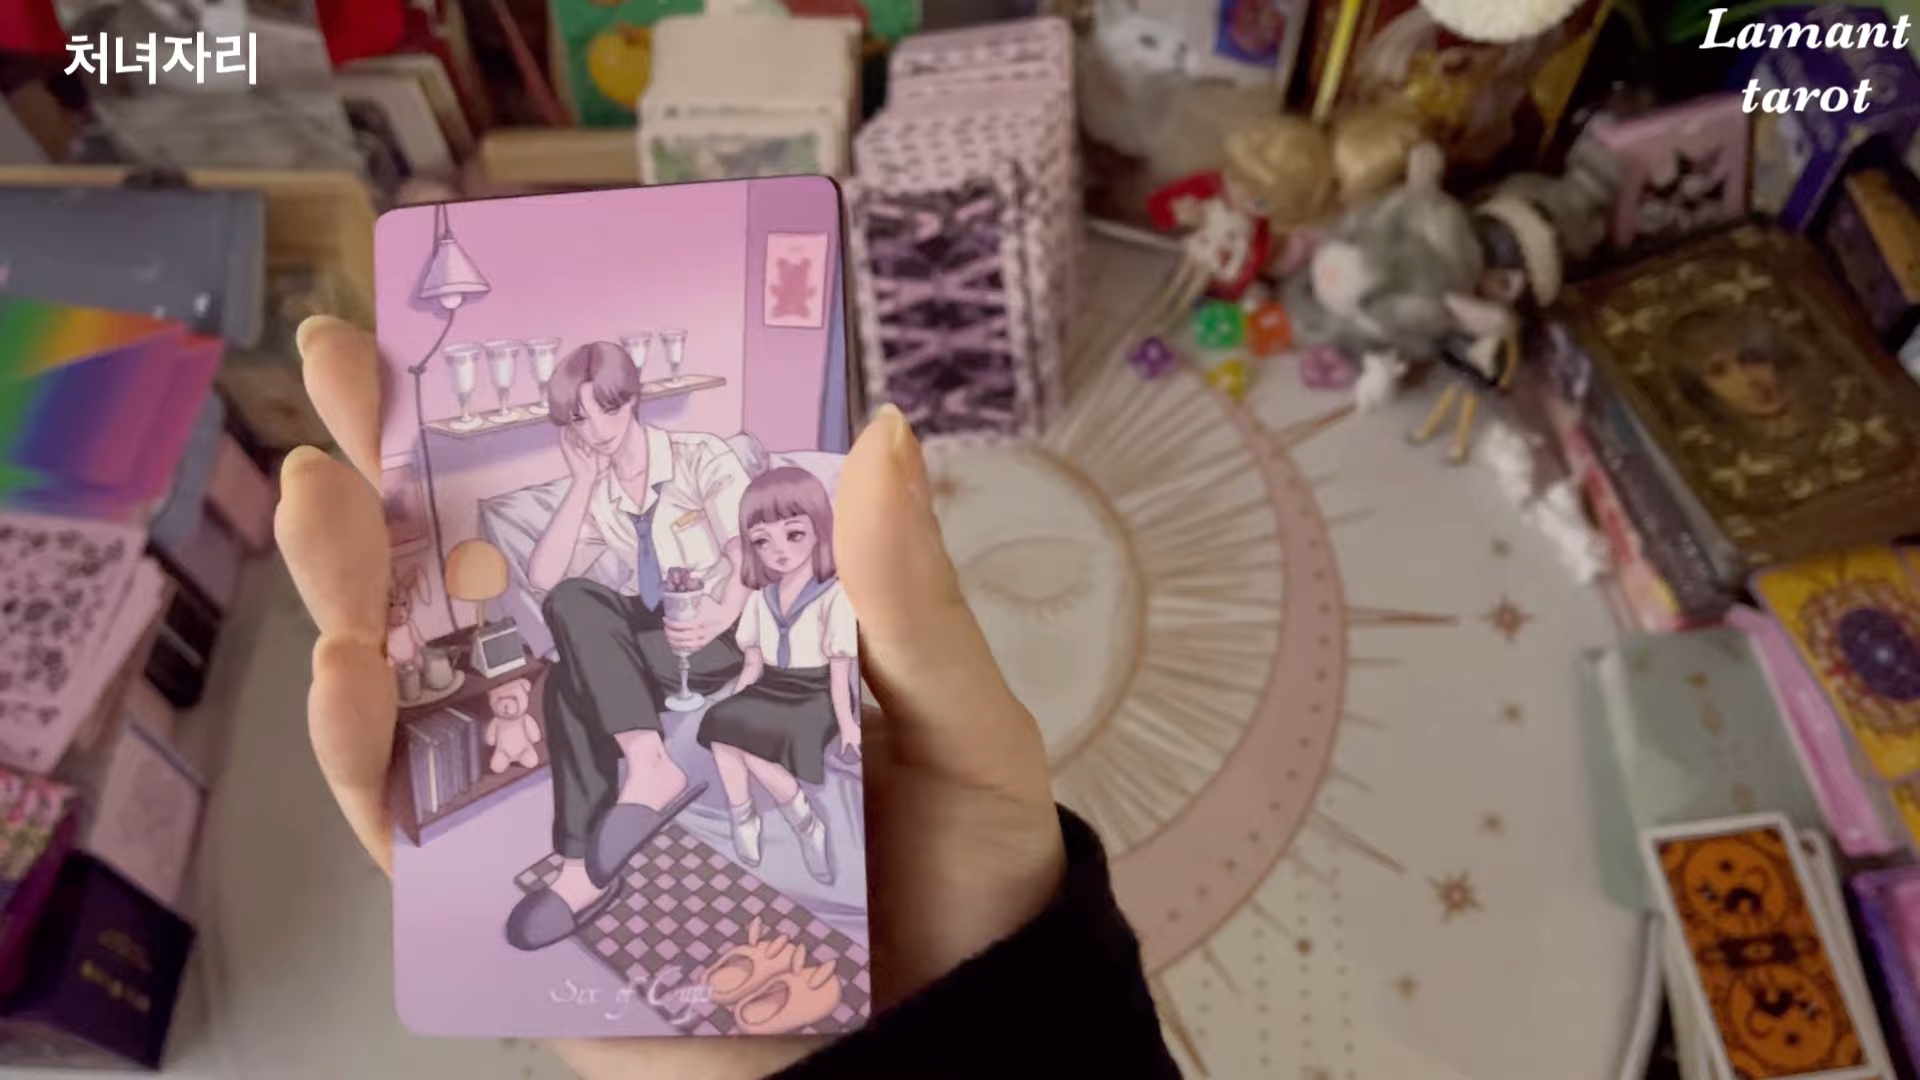 처녀자리
Lamant
tarot
Six of Cups